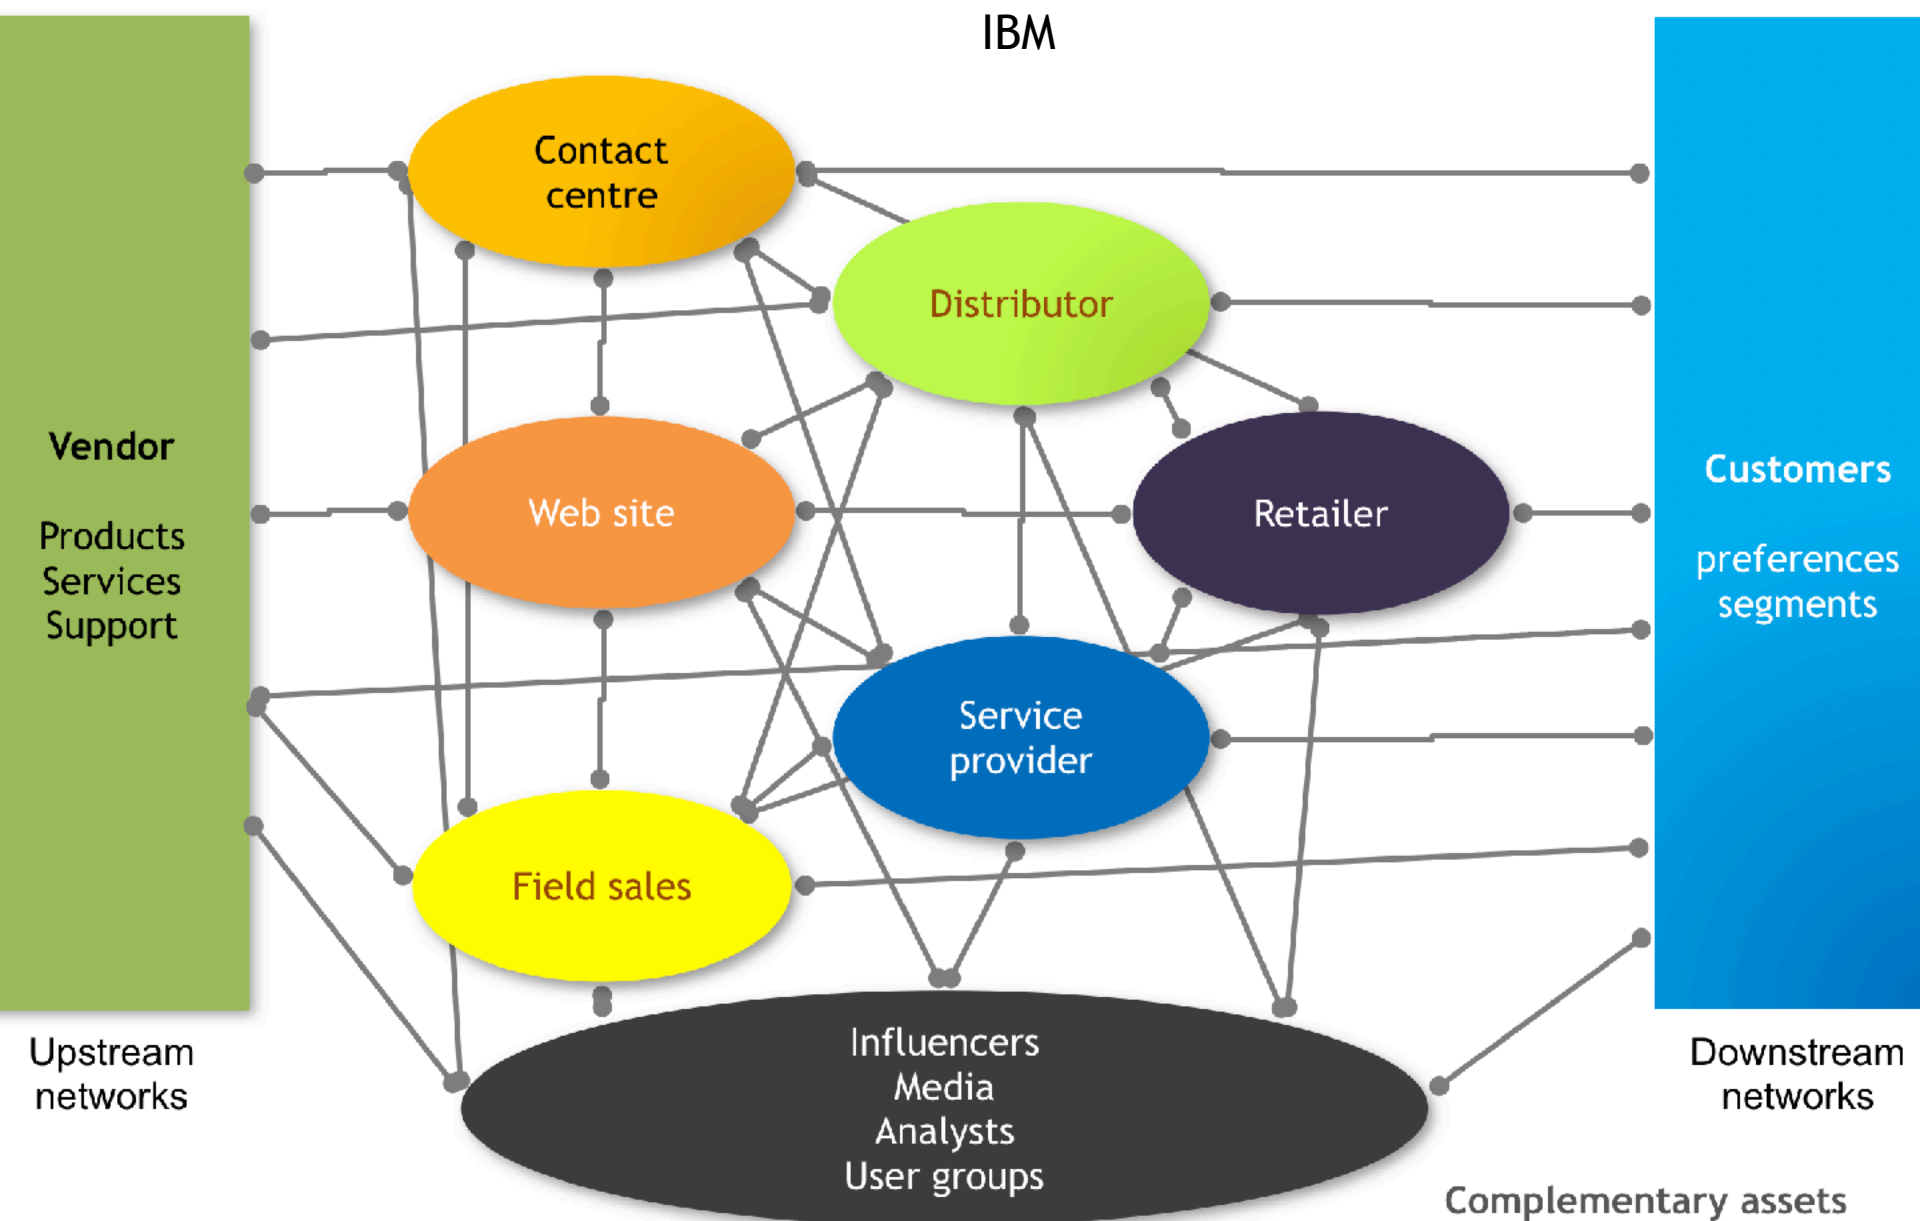 IBM
Contact
centre
Distributor
Vendor
Products
Services
Support
Web site
Retailer
Customers
preferences
segments
Service
provider
Field sales
Upstream
networks
Influencers
Media
Analysts
User groups
Downstream
networks
Complementary assets